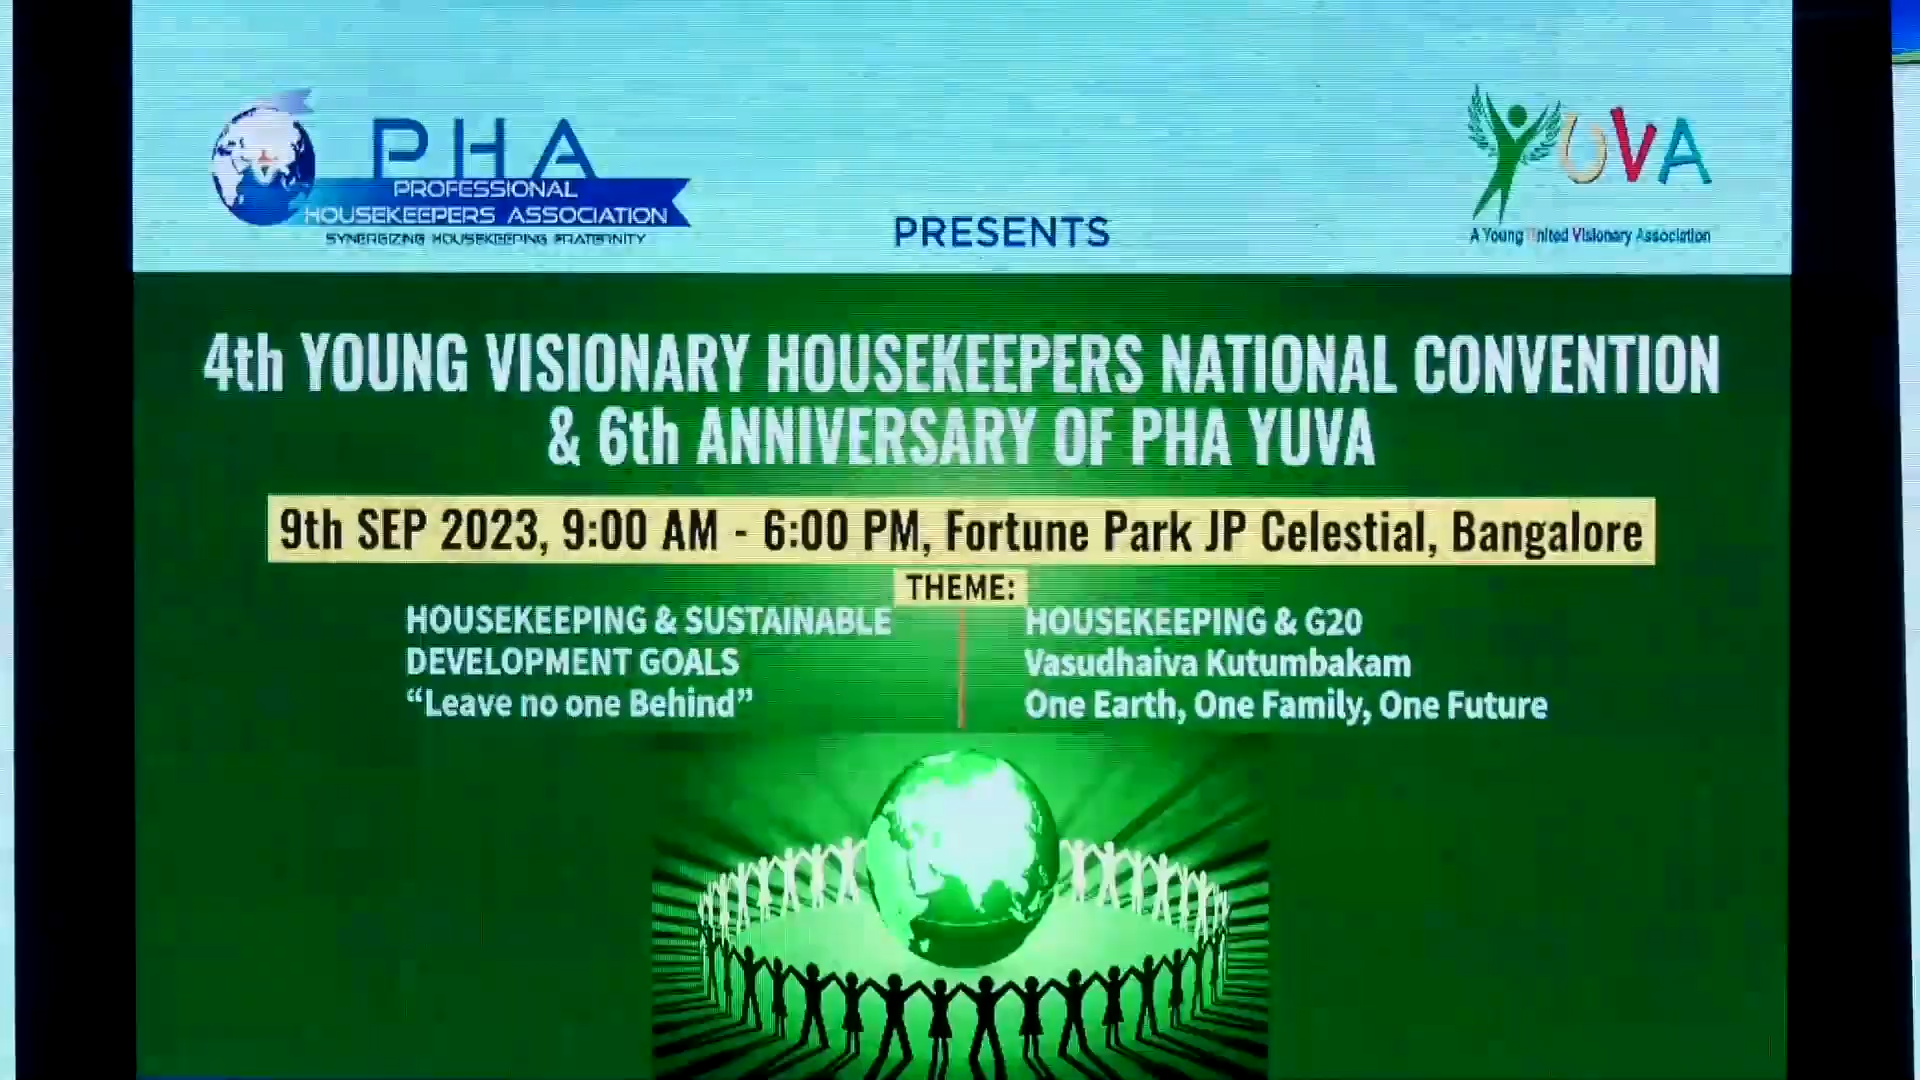 PHA
PROFESSIONAL
HOUSEKEEPERS ASSOCIATION
SYNERGIZING HOUSEKEEPING FRATERNITY
PRESENTS
YUVA
A Young United Visionary Association
4th YOUNG VISIONARY HOUSEKEEPERS NATIONAL CONVENTION
& 6th ANNIVERSARY OF PHA YUVA
9th SEP 2023, 9:00 AM - 6:00 PM, Fortune Park JP Celestial, Bangalore
THEME:
HOUSEKEEPING & SUSTAINABLE
DEVELOPMENT GOALS
“Leave no one Behind”
HOUSEKEEPING & G20
Vasudhaiva Kutumbakam
One Earth, One Family, One Future